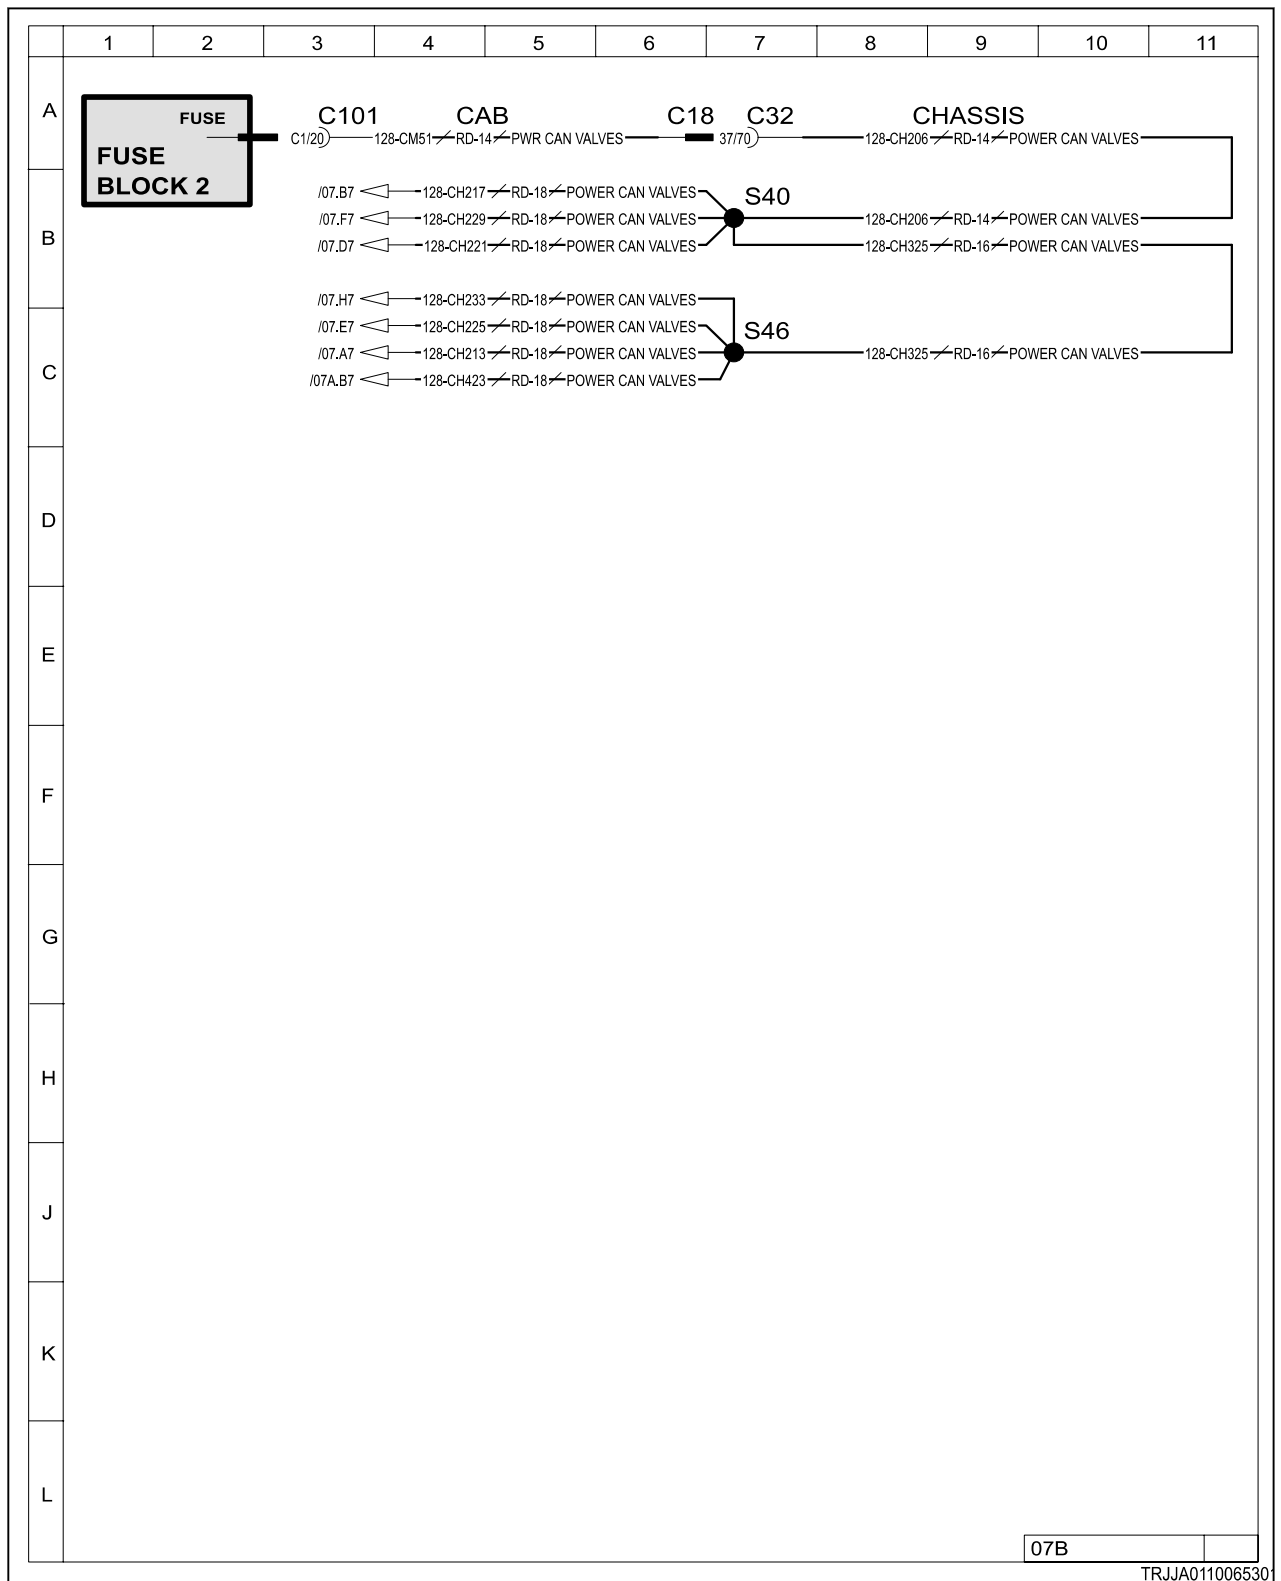 1 2 3 4 5 6 7 8 9 10 11
A
FUSE
FUSE
BLOCK 2
C101 CAB C18 C32 CHASSIS
C1/20 128-CM51 RD-14 PWR CAN VALVES 37/70 128-CH206 RD-14 POWER CAN VALVES
B
/07.B7 128-CH217 RD-18 POWER CAN VALVES S40
/07.F7 128-CH229 RD-18 POWER CAN VALVES 128-CH206 RD-14 POWER CAN VALVES
/07.D7 128-CH221 RD-18 POWER CAN VALVES 128-CH325 RD-16 POWER CAN VALVES
/07.H7 128-CH233 RD-18 POWER CAN VALVES
/07.E7 128-CH225 RD-18 POWER CAN VALVES S46
/07.A7 128-CH213 RD-18 POWER CAN VALVES 128-CH325 RD-16 POWER CAN VALVES
C
/07A.B7 128-CH423 RD-18 POWER CAN VALVES
D
E
F
G
H
J
K
L
07B
TRJJA0110065301